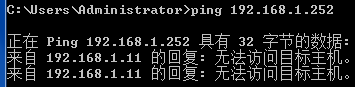 C:\Users\Administrator>ping 192.168.1.252
正在 Ping 192.168.1.252 具有 32 字节的数据:
来自 192.168.1.11 的回复: 无法访问目标主机。
来自 192.168.1.11 的回复: 无法访问目标主机。